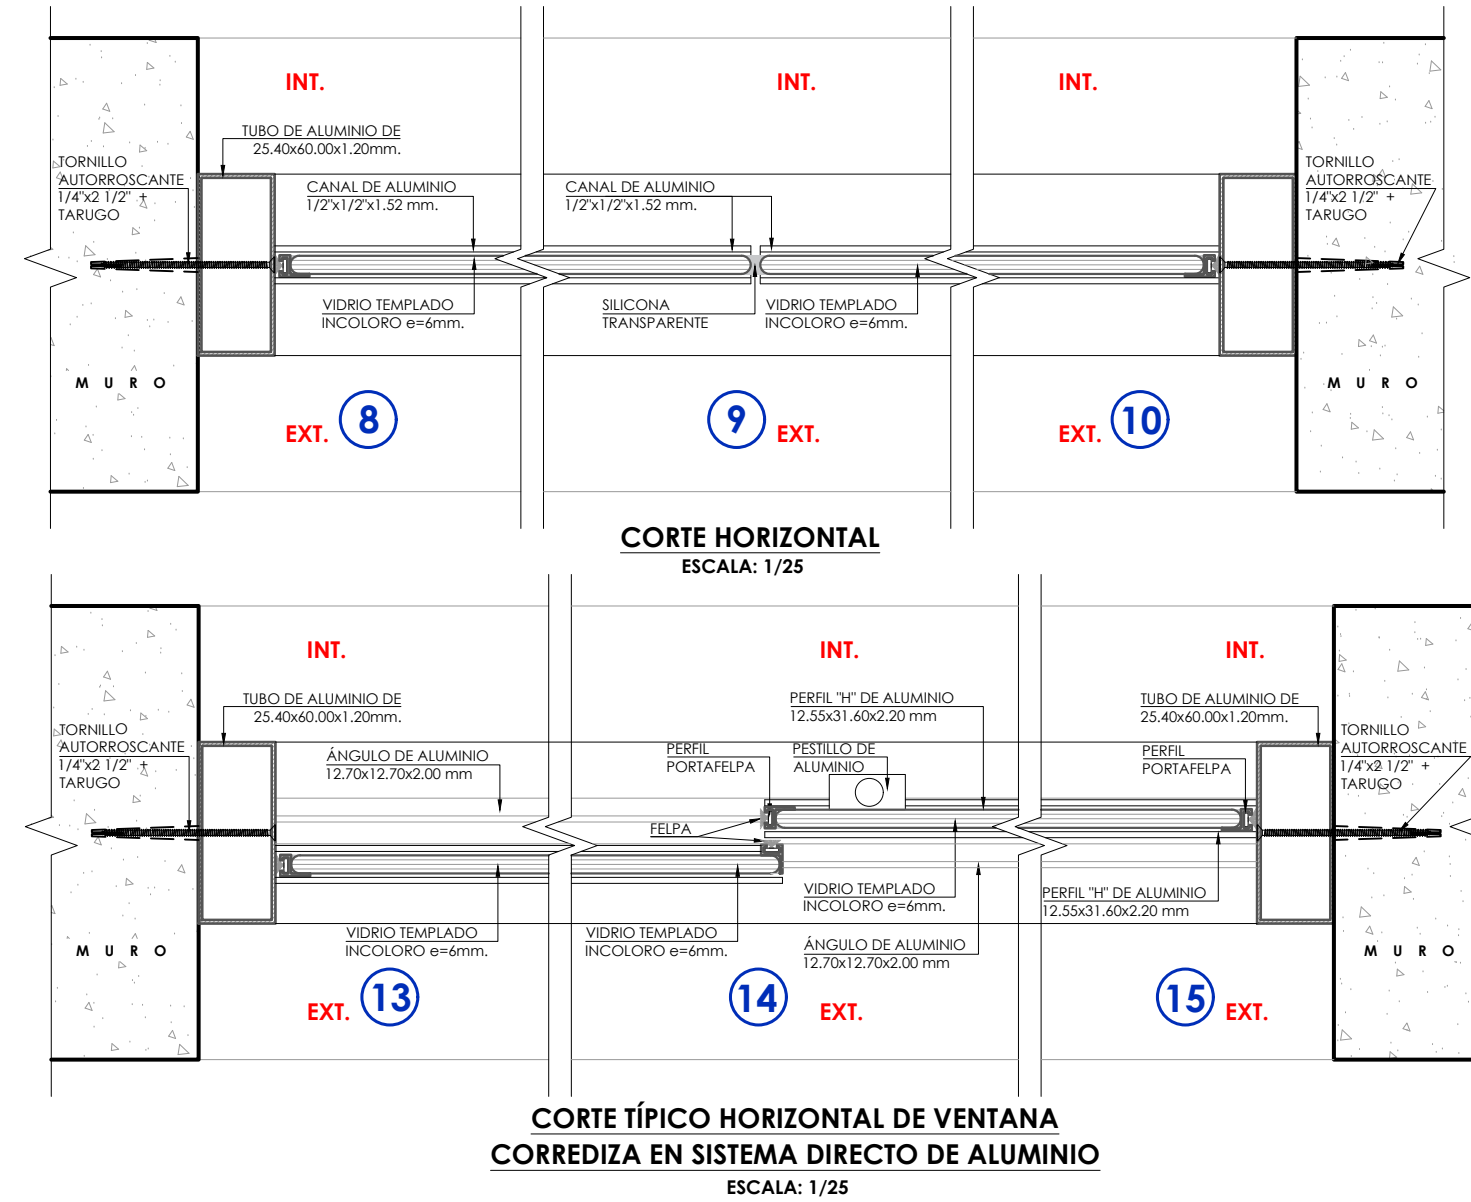 INT.
INT.
INT.
TUBO DE ALUMINIO DE
25.40x60.00x1.20mm.
TORNILLO
AUTORROSCANTE
1/4"x2 1/2" +
TARUGO
CANAL DE ALUMINIO
1/2"x1/2"x1.52 mm.
CANAL DE ALUMINIO
1/2"x1/2"x1.52 mm.
TORNILLO
AUTORROSCANTE
1/4"x2 1/2" +
TARUGO
VIDRIO TEMPLADO
INCOLORO e=6mm.
SILICONA
TRANSPARENTE
VIDRIO TEMPLADO
INCOLORO e=6mm.
M U R O
M U R O
EXT. 8
9 EXT.
EXT. 10
CORTE HORIZONTAL
ESCALA: 1/25
INT.
INT.
INT.
TUBO DE ALUMINIO DE
25.40x60.00x1.20mm.
TORNILLO
AUTORROSCANTE
1/4"x2 1/2" +
TARUGO
ÁNGULO DE ALUMINIO
12.70x12.70x2.00 mm
PERFIL
PORTAFELPA
PERFIL "H" DE ALUMINIO
12.55x31.60x2.20 mm
PESTILLO DE
ALUMINIO
FELPA
TUBO DE ALUMINIO DE
25.40x60.00x1.20mm.
PERFIL
PORTAFELPA
TORNILLO
AUTORROSCANTE
1/4"x2 1/2" +
TARUGO
VIDRIO TEMPLADO
INCOLORO e=6mm.
PERFIL "H" DE ALUMINIO
12.55x31.60x2.20 mm
VIDRIO TEMPLADO
INCOLORO e=6mm.
VIDRIO TEMPLADO
INCOLORO e=6mm.
ÁNGULO DE ALUMINIO
12.70x12.70x2.00 mm
M U R O
M U R O
EXT. 13
14 EXT.
15 EXT.
CORTE TÍPICO HORIZONTAL DE VENTANA
CORREDIZA EN SISTEMA DIRECTO DE ALUMINIO
ESCALA: 1/25